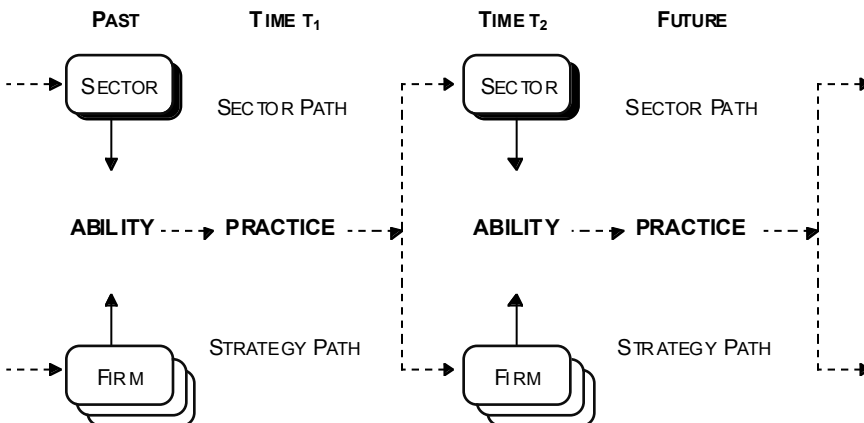 PAST TIME T1 TIME T2 FUTURE
SECTOR SECTOR
SECTOR PATH SECTOR PATH
ABILITY PRACTICE ABILITY PRACTICE
STRATEGY PATH STRATEGY PATH
FIRM FIRM